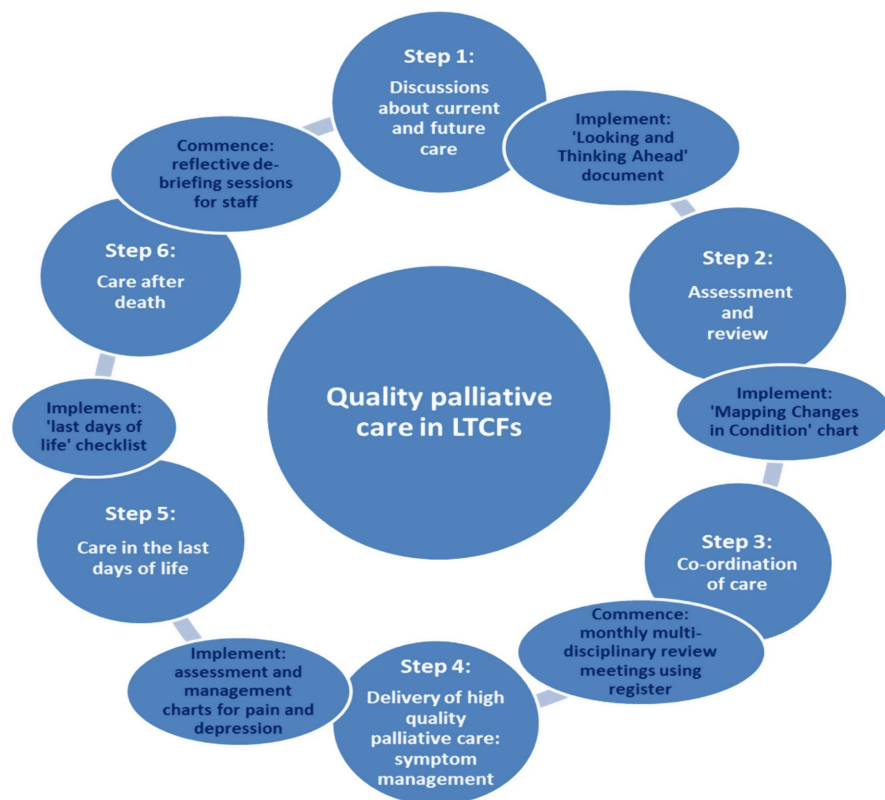 Step 1:
Discussions
about current
and future
care
Implement:
'Looking and
Thinking Ahead'
document
Step 2:
Assessment
and
review
Implement:
'Mapping Changes
in Condition' chart
Step 3:
Co-ordination
of care
Commence:
monthly multi-
disciplinary review
meetings using
register
Step 4:
Delivery of high
quality
palliative care:
symptom
management
Implement:
assessment and
management
charts for pain and
depression
Step 5:
Care in the last
days of life
Implement:
'last days of
life' checklist
Step 6:
Care after
death
Commence:
reflective de-
briefing sessions
for staff
Quality palliative
care in LTCFs